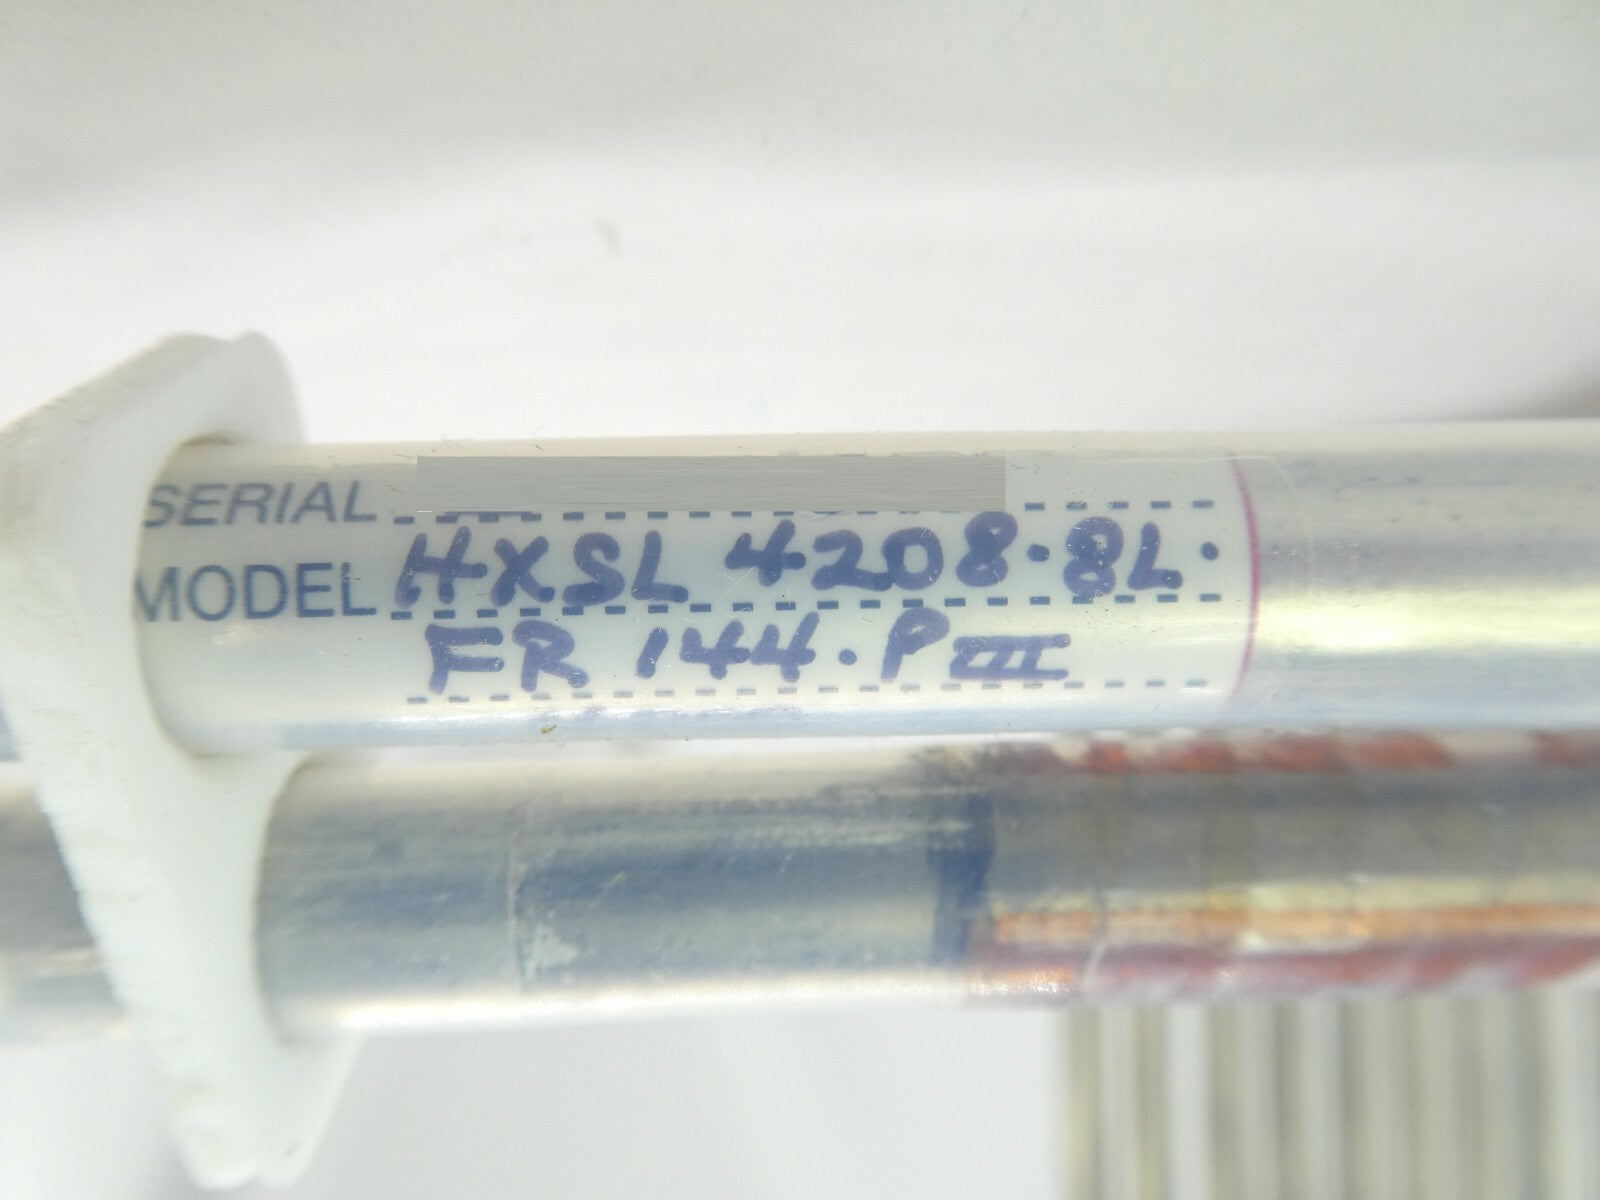 SERIAL
MODEL HXSL 4208·8L·
FR 144·PIII